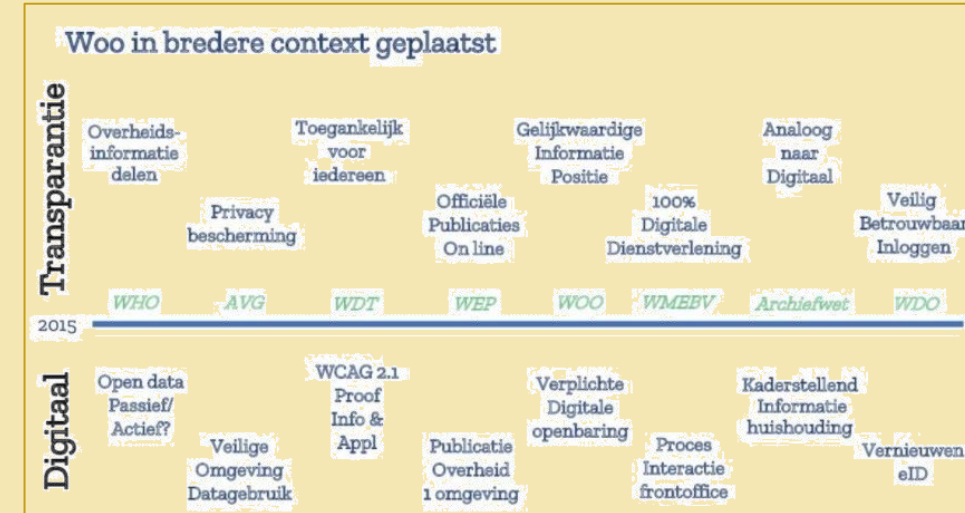 Woo in bredere context geplaatst
Transparantie
Overheids-
informatie
delen
Privacy
bescherming
Toegankelijk
voor
iedereen
Officiële
Publicaties
On line
Gelijkwaardige
Informatie
Positie
100%
Digitale
Dienstverlening
Analoog
naar
Digitaal
Veilig
Betrouwbaar
Inloggen
WHO AVG WDT WEP WOO WMEBV Archiefwet WDO
2015
Digitaal
Open data
Passief/
Actief?
Veilige
Omgeving
Datagebruik
WCAG 2.1
Proof
Info &
Appl
Publicatie
Overheid
1 omgeving
Verplichte
Digitale
openbaring
Proces
Interactie
frontoffice
Kaderstellend
Informatie
huishouding
Vernieuwen
eID